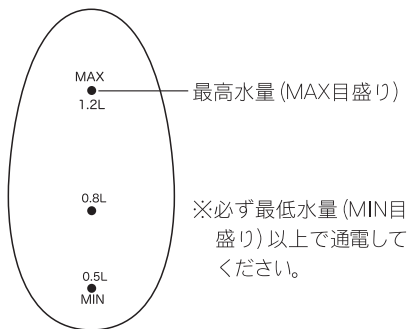 MAX
1.2L
最高水量(MAX目盛り)
0.8L
※必ず最低水量(MIN目
盛り)以上で通電して
ください。
0.5L
MIN